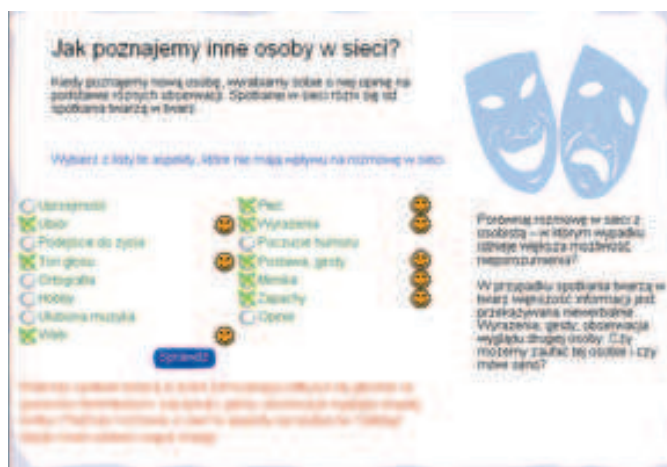 Jak poznajemy inne osoby w sieci?
Kiedy poznajemy nową osobę, wyrabiamy sobie o niej opinię na
podstawie różnych obserwacji. Spotkanie w sieci różni się od
spotkania twarzą w twarz.
Wybierz z listy te aspekty, które nie mają wpływu na rozmowę w sieci.
Uprzejmość
Ubiór
Podejście do życia
Ton głosu
Ortografia
Hobby
Ulubiona muzyka
Wiek
Płeć
Wyrażenia
Poczucie humoru
Postawa, gesty
Mimika
Zapachy
Opinie
Sprawdź
Porównaj rozmowę w sieci z
osobistą – w którym wypadku
istnieje większa możliwość
nieporozumienia?
W przypadku spotkania twarzą w
twarz większość informacji jest
przekazywana niewerbalnie.
Wyrażenia, gesty, obserwacja
wyglądu drugiej osoby. Czy
możemy zaufać tej osobie i czy
mówi serio?